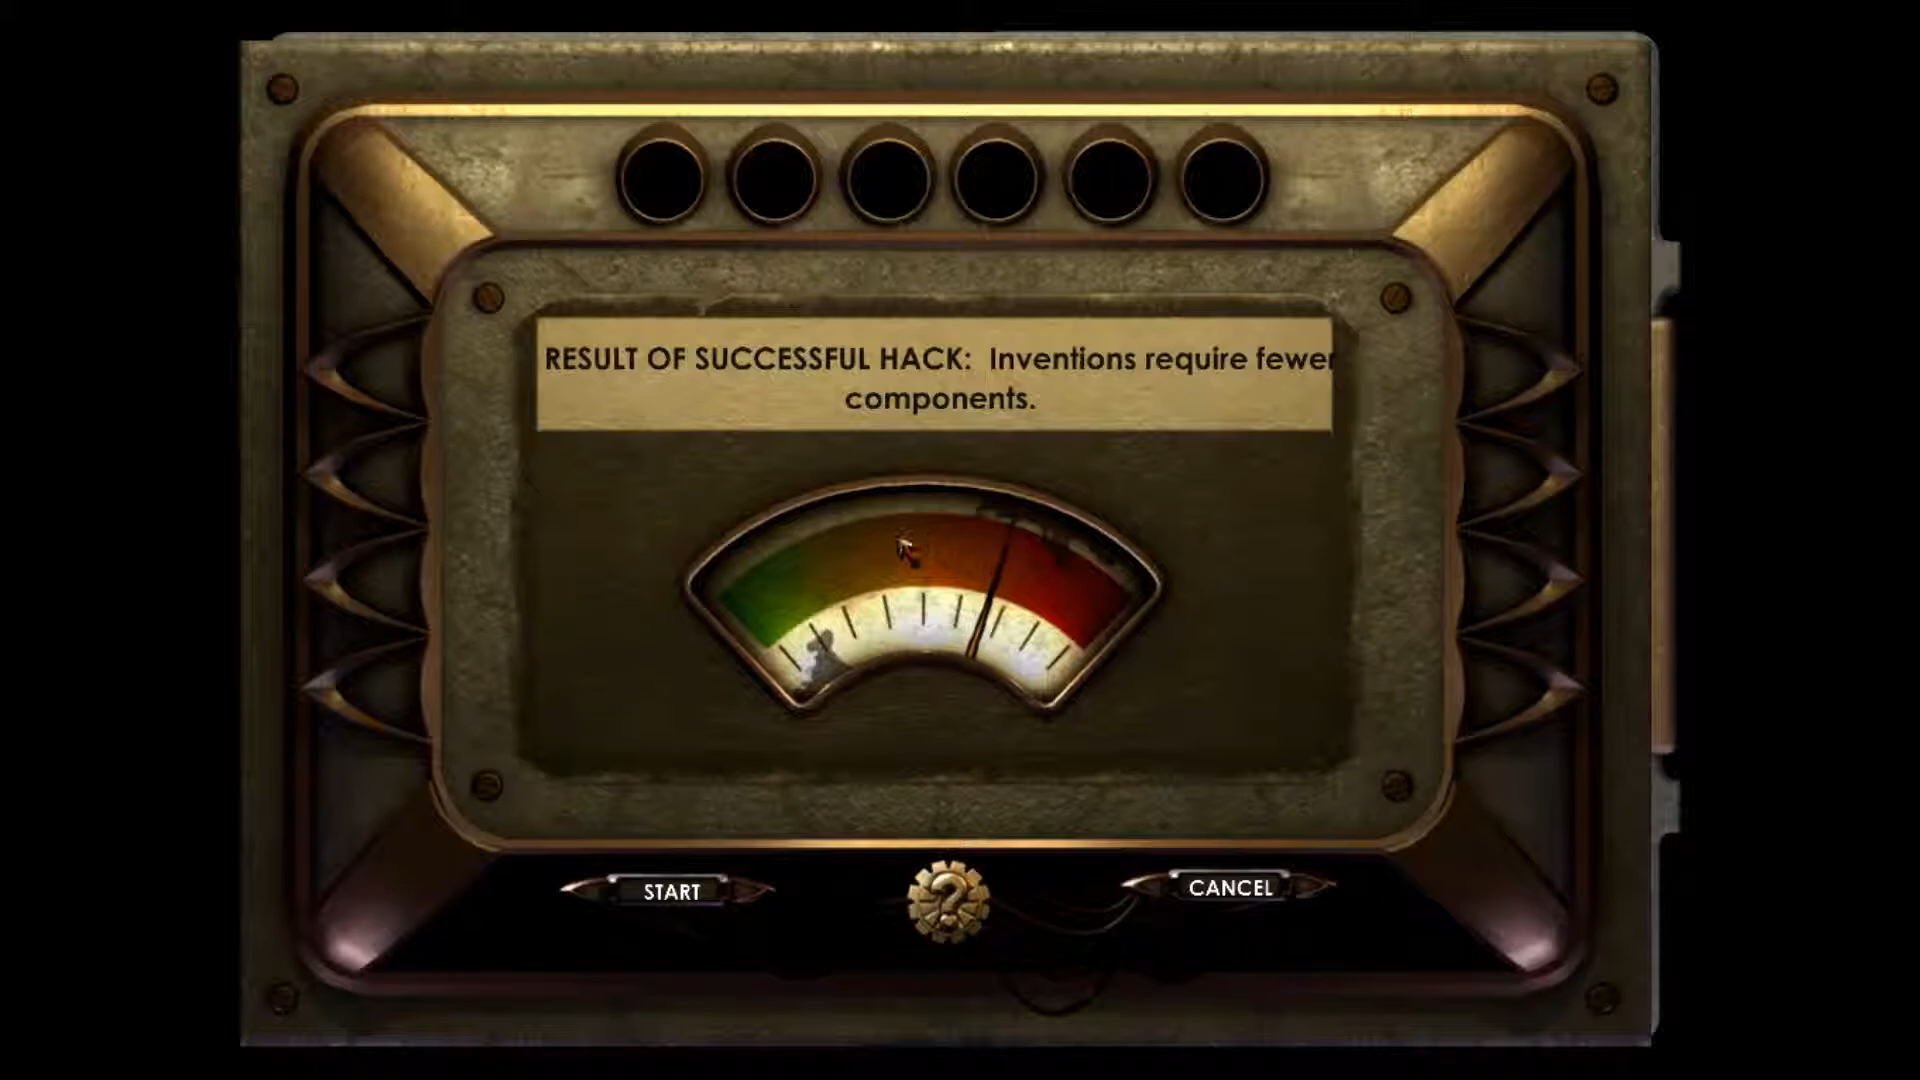 RESULT OF SUCCESSFUL HACK: Inventions require fewer
components.
START
?
CANCEL